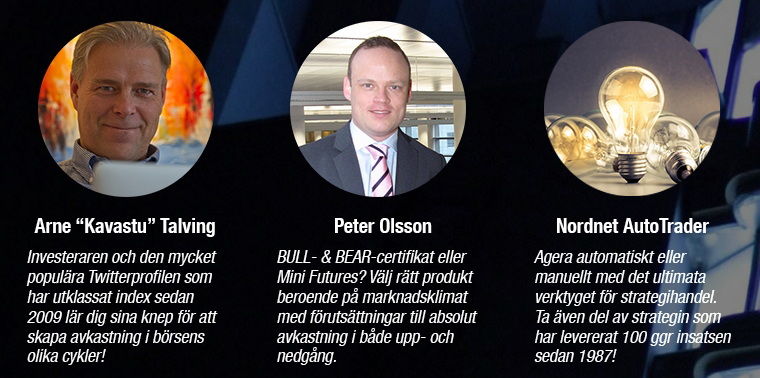 Arne “Kavastu” Talving
Investeraren och den mycket
populära Twitterprofilen som
har utklassat index sedan
2009 lär dig sina knep för att
skapa avkastning i börsens
olika cykler!
Peter Olsson
BULL- & BEAR-certifikat eller
Mini Futures? Välj rätt produkt
beroende på marknadsklimat
med förutsättningar till absolut
avkastning i både upp- och
nedgång.
Nordnet AutoTrader
Agera automatiskt eller
manuellt med det ultimata
verktyget för strategihandel.
Ta även del av strategin som
har levererat 100 ggr insatsen
sedan 1987!